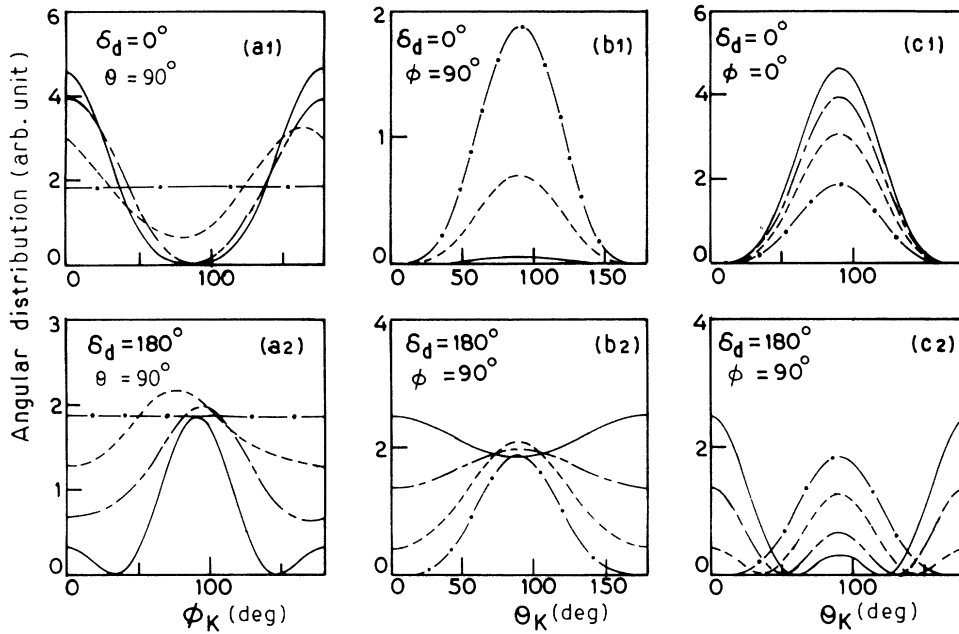 Angular distribution (arb. unit)
6
4
2
0
100
δd = 0°
θ = 90°
(a1)
2
1
0
50
100
150
δd = 0°
ϕ = 90°
(b1)
6
4
2
0
0
100
δd = 0°
ϕ = 0°
(c1)
3
2
1
0
0
100
δd = 180°
θ = 90°
(a2)
ϕK (deg)
4
2
0
0
50
100
150
δd = 180°
ϕ = 90°
(b2)
ΘK (deg)
4
2
0
0
100
δd = 180°
ϕ = 90°
(c2)
ΘK (deg)